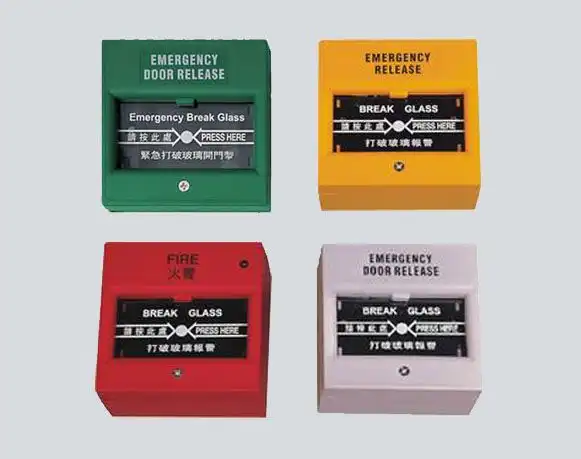 EMERGENCY
DOOR RELEASE
Emergency Break Glass
請按此處 PRESS HERE
緊急打破玻璃開門掣
EMERGENCY
RELEASE
BREAK GLASS
請按此處 PRESS HERE
打破玻璃報警
FIRE
火警
BREAK GLASS
請按此處 PRESS HERE
打破玻璃報警
EMERGENCY
DOOR RELEASE
BREAK GLASS
請按此處 PRESS HERE
打破玻璃報警